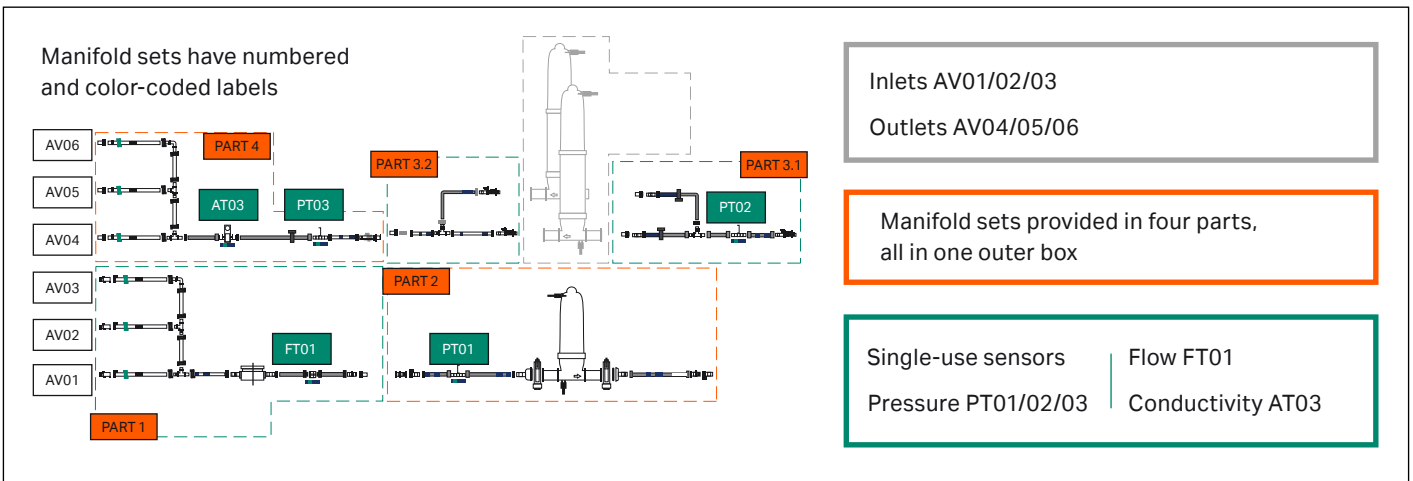 Manifold sets have numbered
and color-coded labels
AV06
AV05
AV04
AV03
AV02
AV01
PART 4
AT03
PT03
PART 3.2
PART 3.1
PT02
PART 2
FT01
PT01
PART 1
Inlets AV01/02/03
Outlets AV04/05/06
Manifold sets provided in four parts,
all in one outer box
Single-use sensors
Pressure PT01/02/03
Flow FT01
Conductivity AT03